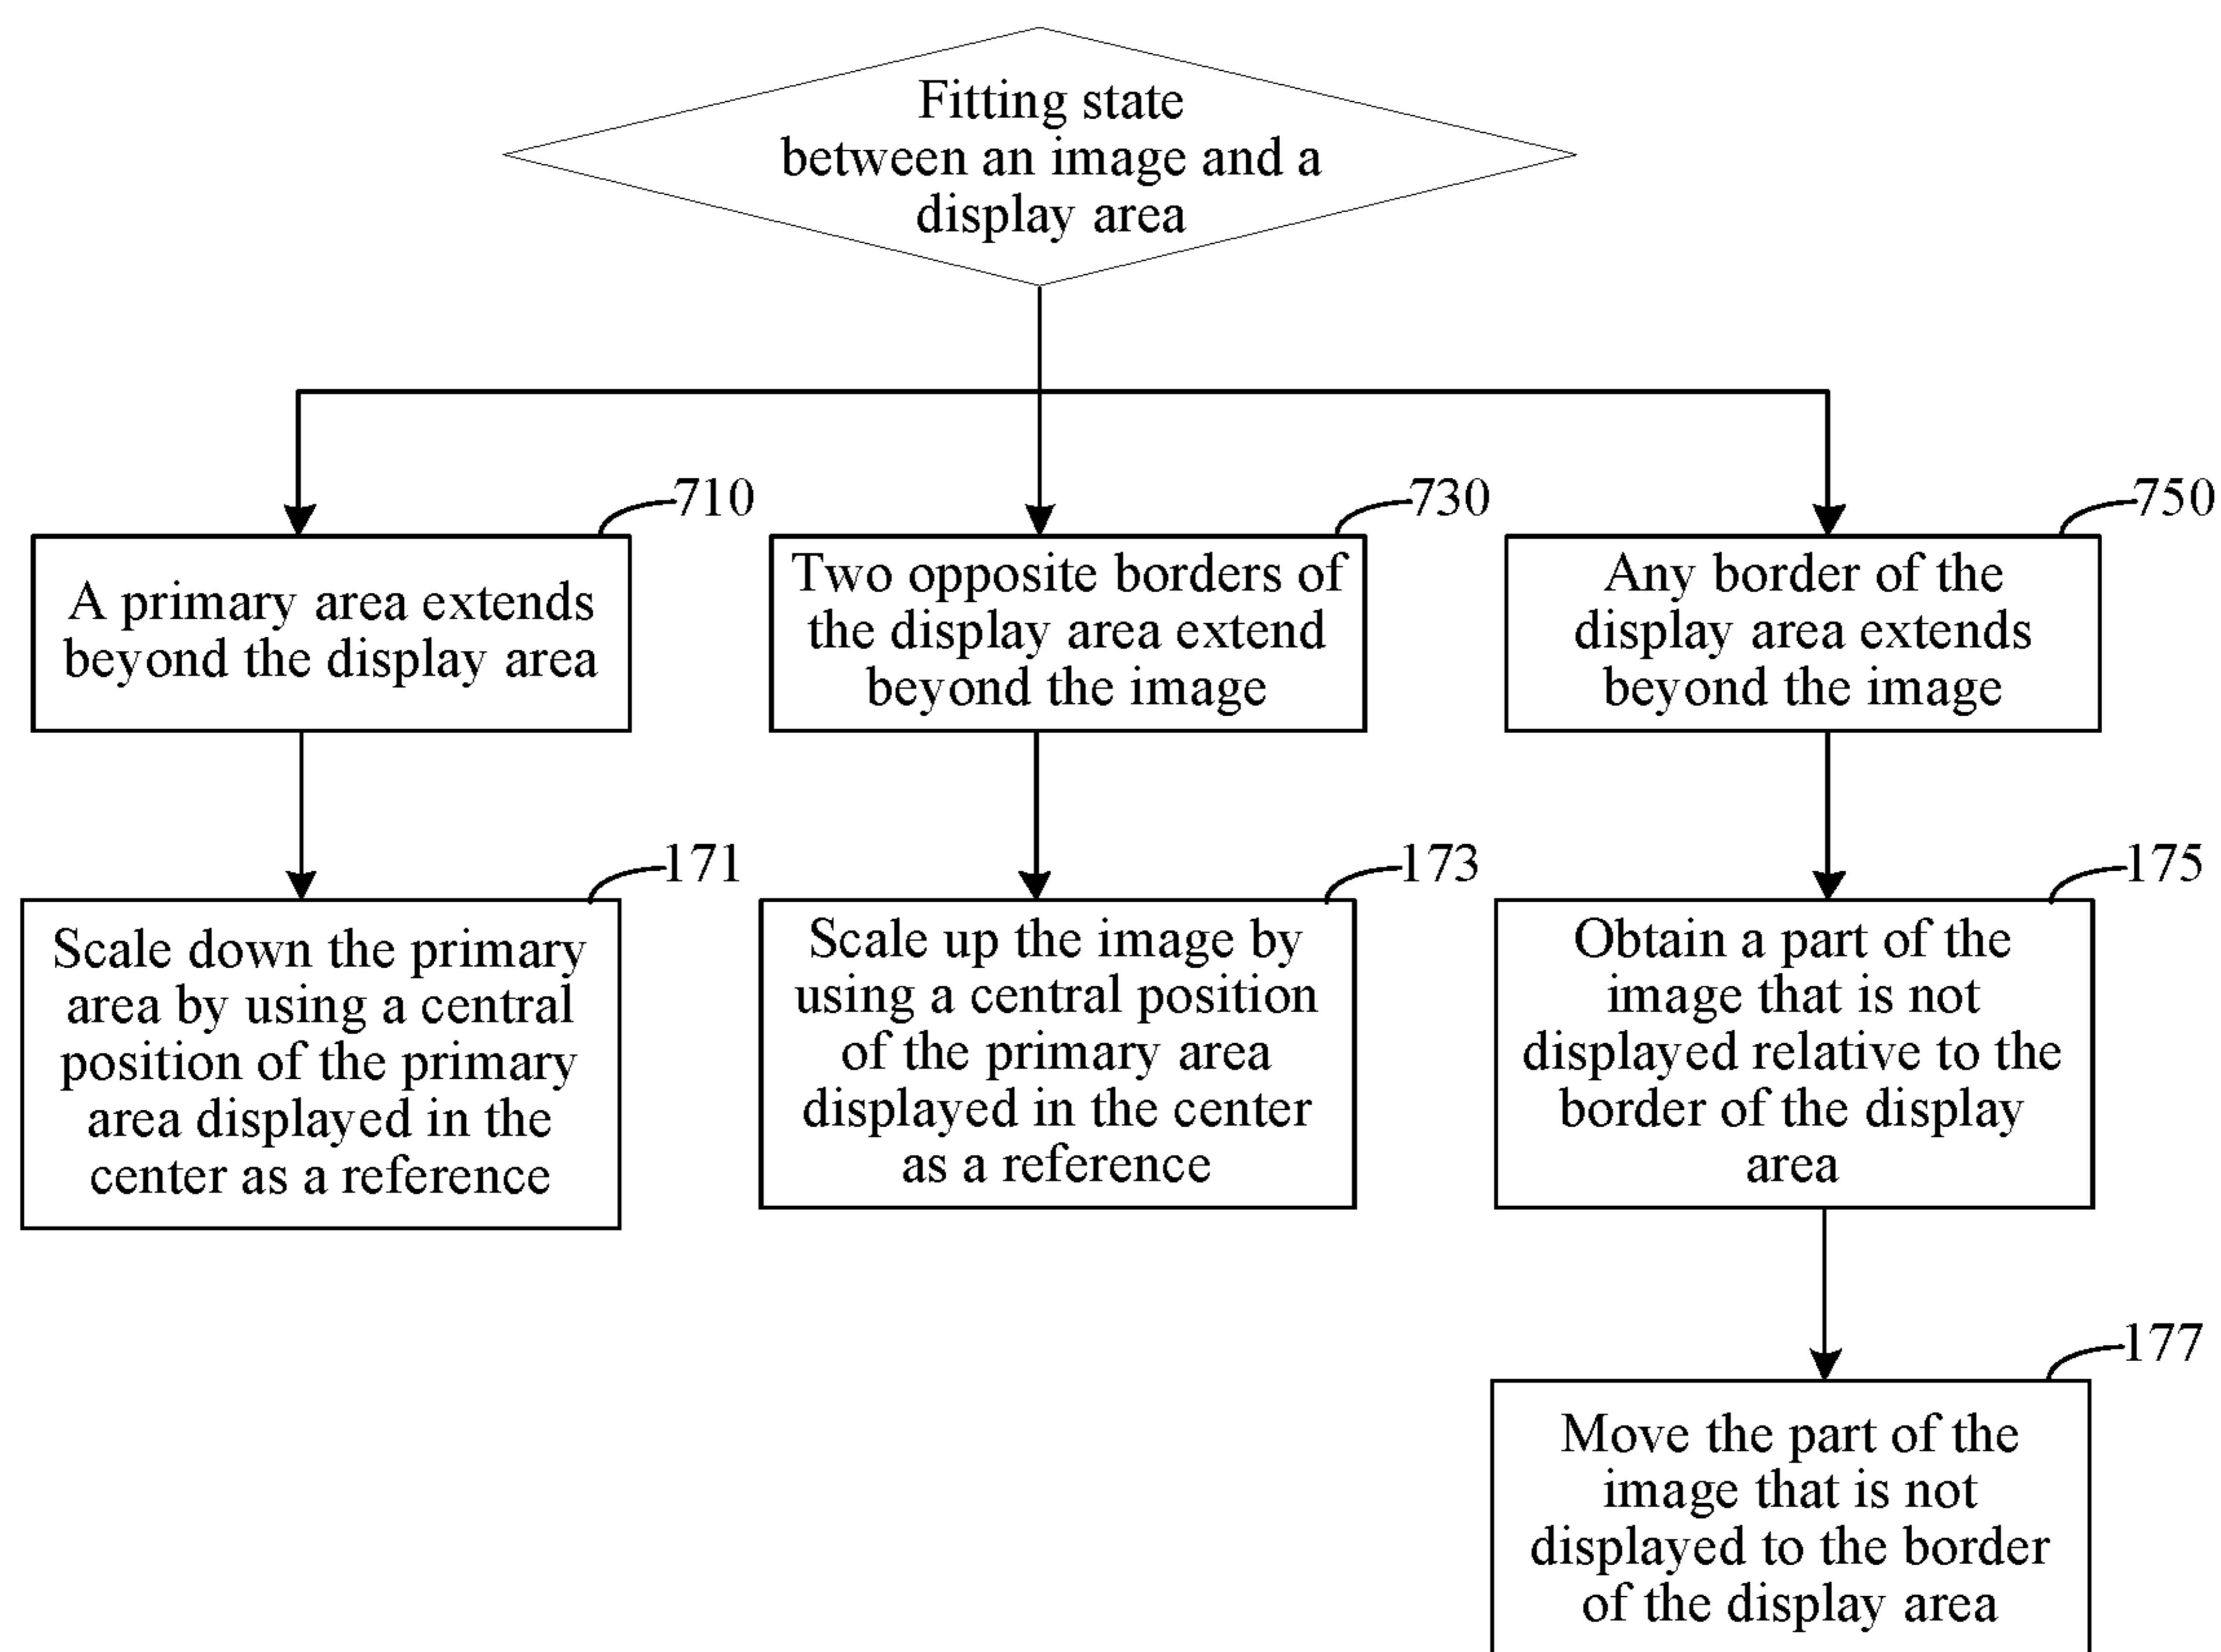 Fitting state
between an image and a
display area
710
A primary area extends
beyond the display area
730
Two opposite borders of
the display area extend
beyond the image
750
Any border of the
display area extends
beyond the image
171
Scale down the primary
area by using a central
position of the primary
area displayed in the
center as a reference
173
Scale up the image by
using a central position
of the primary area
displayed in the center
as a reference
175
Obtain a part of the
image that is not
displayed relative to the
border of the display
area
177
Move the part of the
image that is not
displayed to the border
of the display area